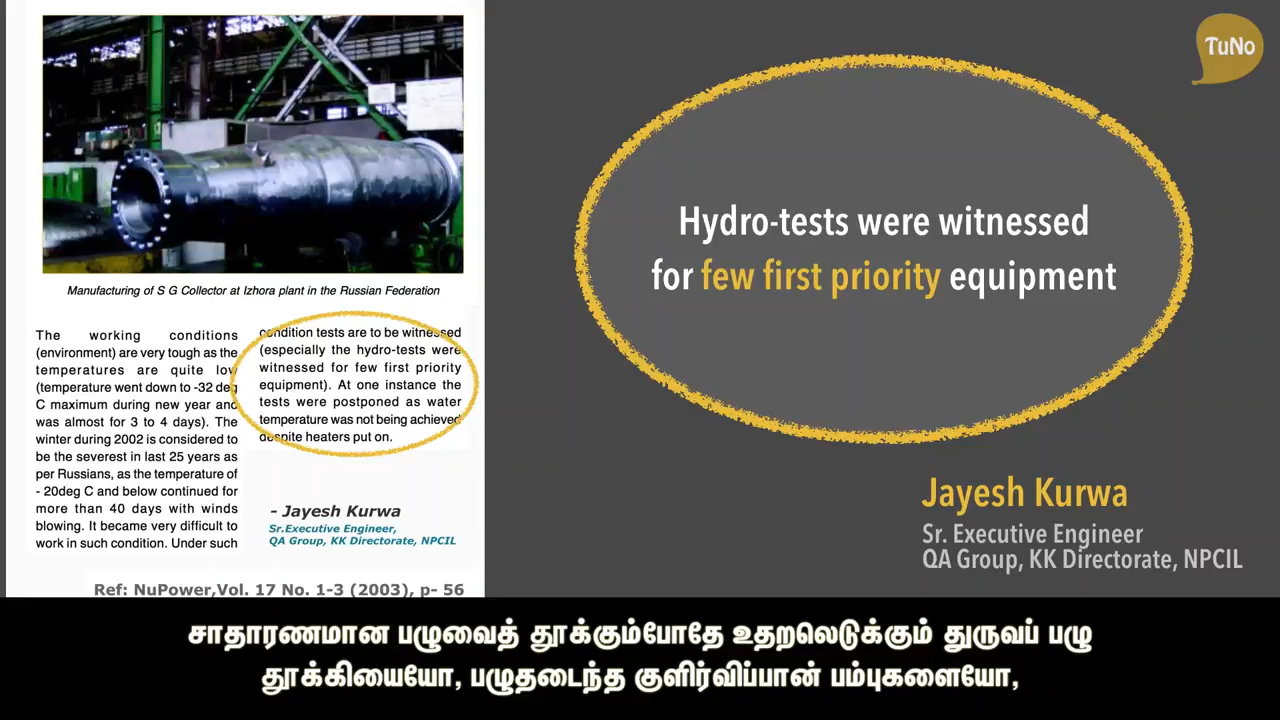 TuNo
Manufacturing of S G Collector at Izhora plant in the Russian Federation
The working conditions
(environment) are very tough as the
temperatures are quite low
(temperature went down to -32 deg
C maximum during new year and
was almost for 3 to 4 days). The
winter during 2002 is considered to
be the severest in last 25 years as
per Russians, as the temperature of
- 20deg C and below continued for
more than 40 days with winds
blowing. It became very difficult to
work in such condition. Under such
condition tests are to be witnessed
(especially the hydro-tests were
witnessed for few first priority
equipment). At one instance the
tests were postponed as water
temperature was not being achieved
despite heaters put on.
- Jayesh Kurwa
Sr.Executive Engineer,
QA Group, KK Directorate, NPCIL
Ref: NuPower,Vol. 17 No. 1-3 (2003), p- 56
Hydro-tests were witnessed
for few first priority equipment
Jayesh Kurwa
Sr. Executive Engineer
QA Group, KK Directorate, NPCIL
சாதாரணமான பழுவைத் தூக்கும்போதே உதறலெடுக்கும் துருவப் பழு
தூக்கியையோ, பழுதடைந்த குளிர்விப்பான் பம்புகளையோ,